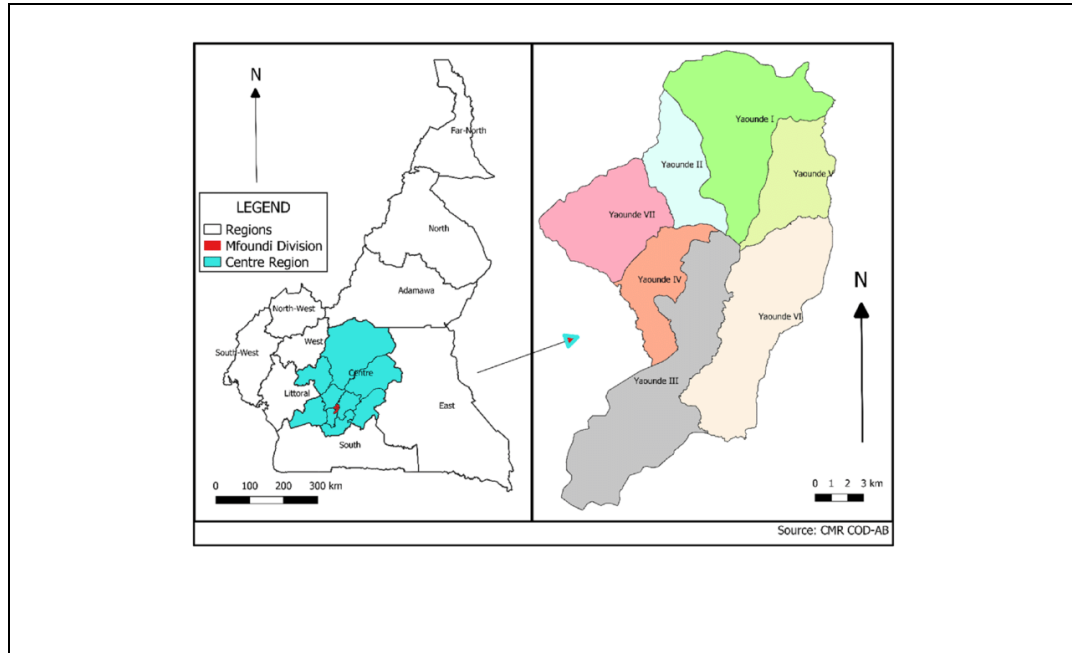 N
Far-North
LEGEND
Regions
Mfoundi Division
Centre Region
North
Adamawa
North-West
West
South-West
Centre
Littoral
East
South
0 100 200 300 km
Yaounde I
Yaounde II
Yaounde V
Yaounde VII
Yaounde IV
N
Yaounde VI
Yaounde III
0 1 2 3 km
Source: CMR COD-AB